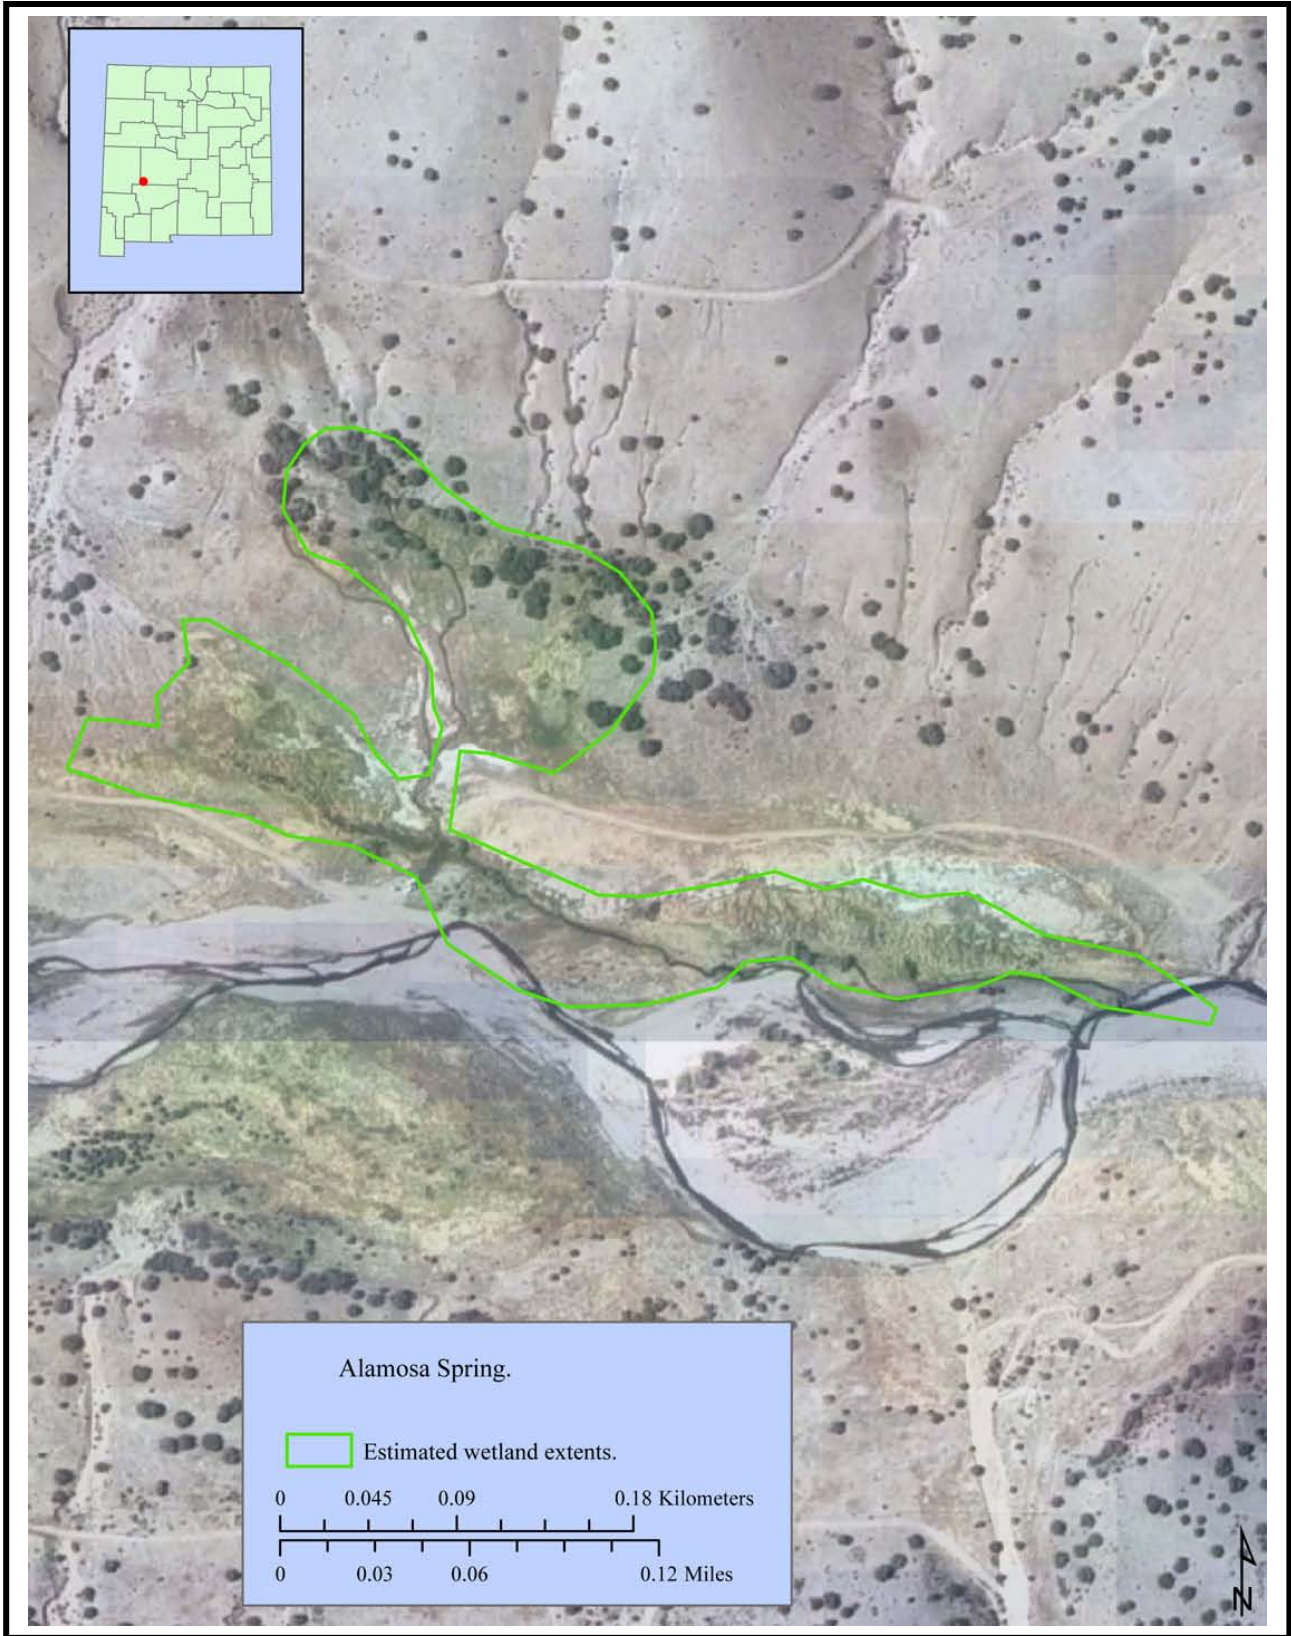 Alamosa Spring.
Estimated wetland extents.
0 0.045 0.09 0.18 Kilometers
0 0.03 0.06 0.12 Miles
N